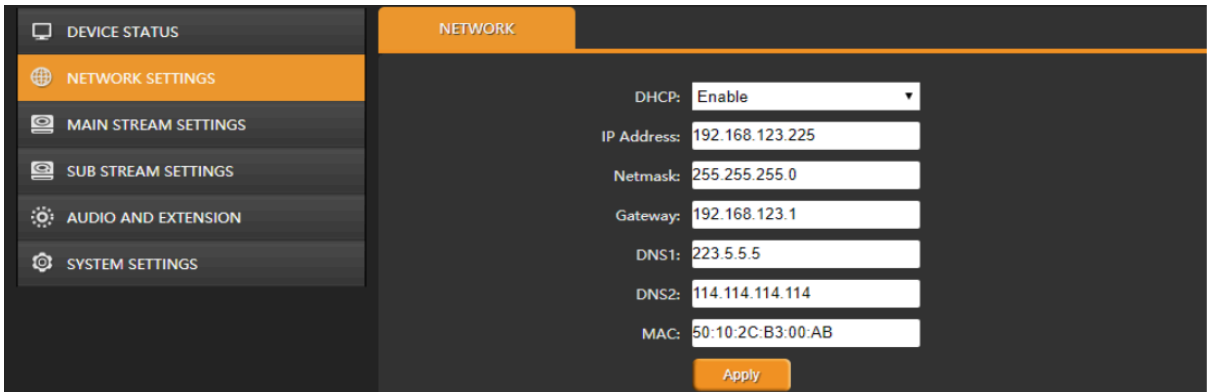 DEVICE STATUS
NETWORK SETTINGS
MAIN STREAM SETTINGS
SUB STREAM SETTINGS
AUDIO AND EXTENSION
SYSTEM SETTINGS
NETWORK
DHCP: Enable
IP Address: 192.168.123.225
Netmask: 255.255.255.0
Gateway: 192.168.123.1
DNS1: 223.5.5.5
DNS2: 114.114.114.114
MAC: 50:10:2C:B3:00:AB
Apply